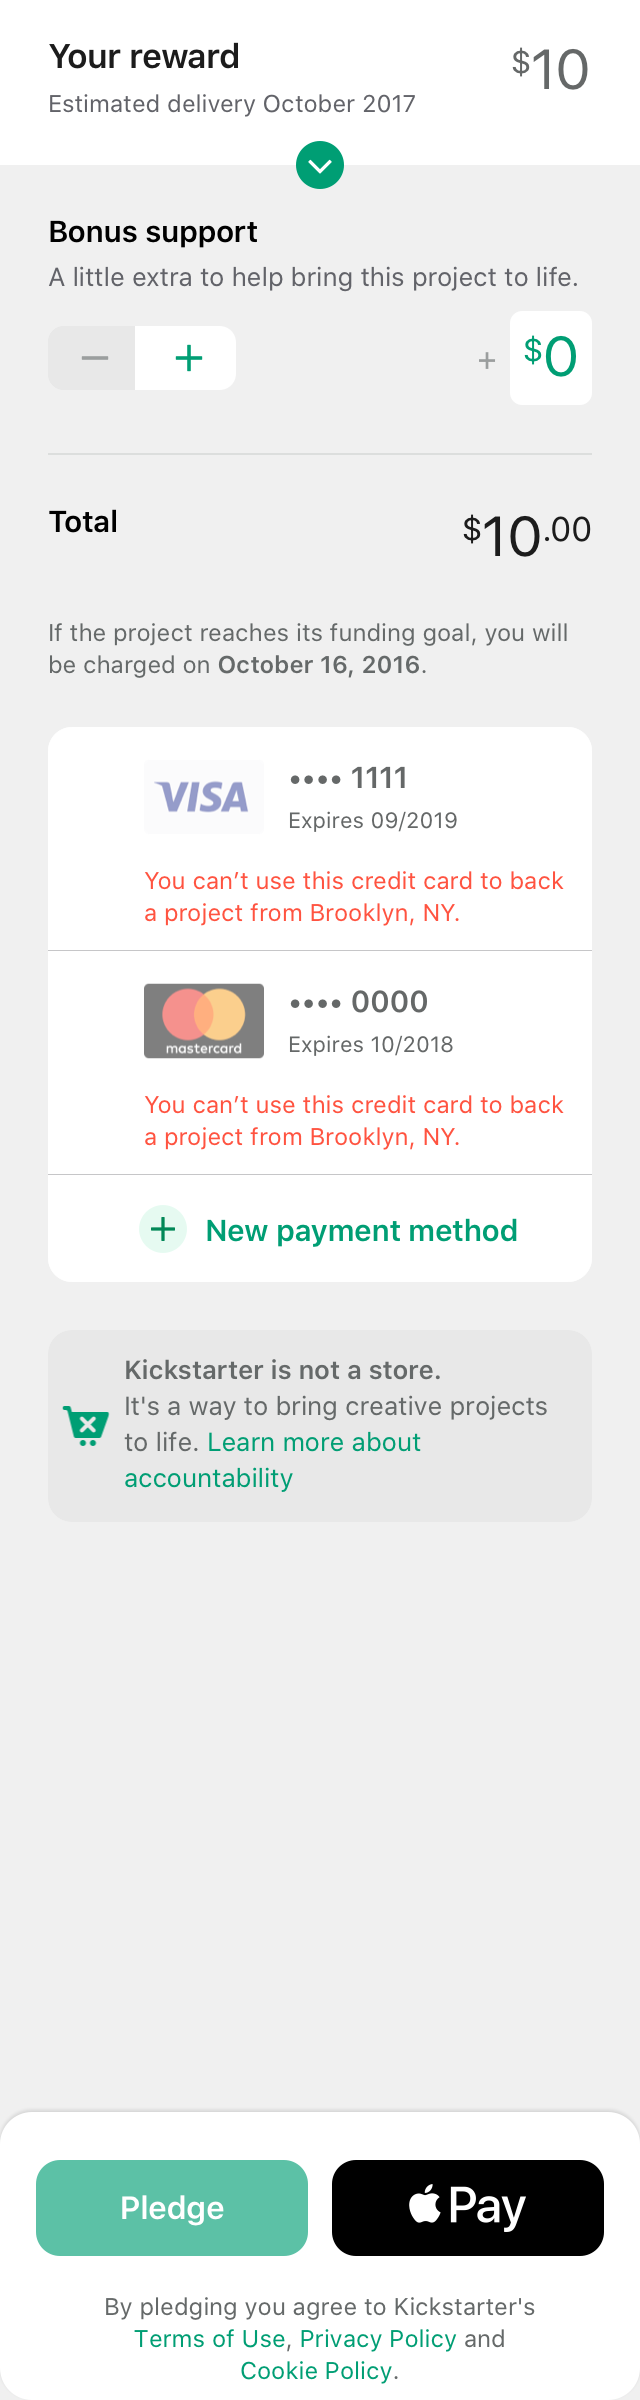 Your reward
$10
Estimated delivery October 2017
Bonus support
A little extra to help bring this project to life.
+ $0
Total
$10.00
If the project reaches its funding goal, you will
be charged on October 16, 2016.
VISA
•••• 1111
Expires 09/2019
You can’t use this credit card to back
a project from Brooklyn, NY.
mastercard
•••• 0000
Expires 10/2018
You can’t use this credit card to back
a project from Brooklyn, NY.
New payment method
Kickstarter is not a store.
It's a way to bring creative projects
to life. Learn more about
accountability
Pledge
Pay
By pledging you agree to Kickstarter's
Terms of Use, Privacy Policy and
Cookie Policy.